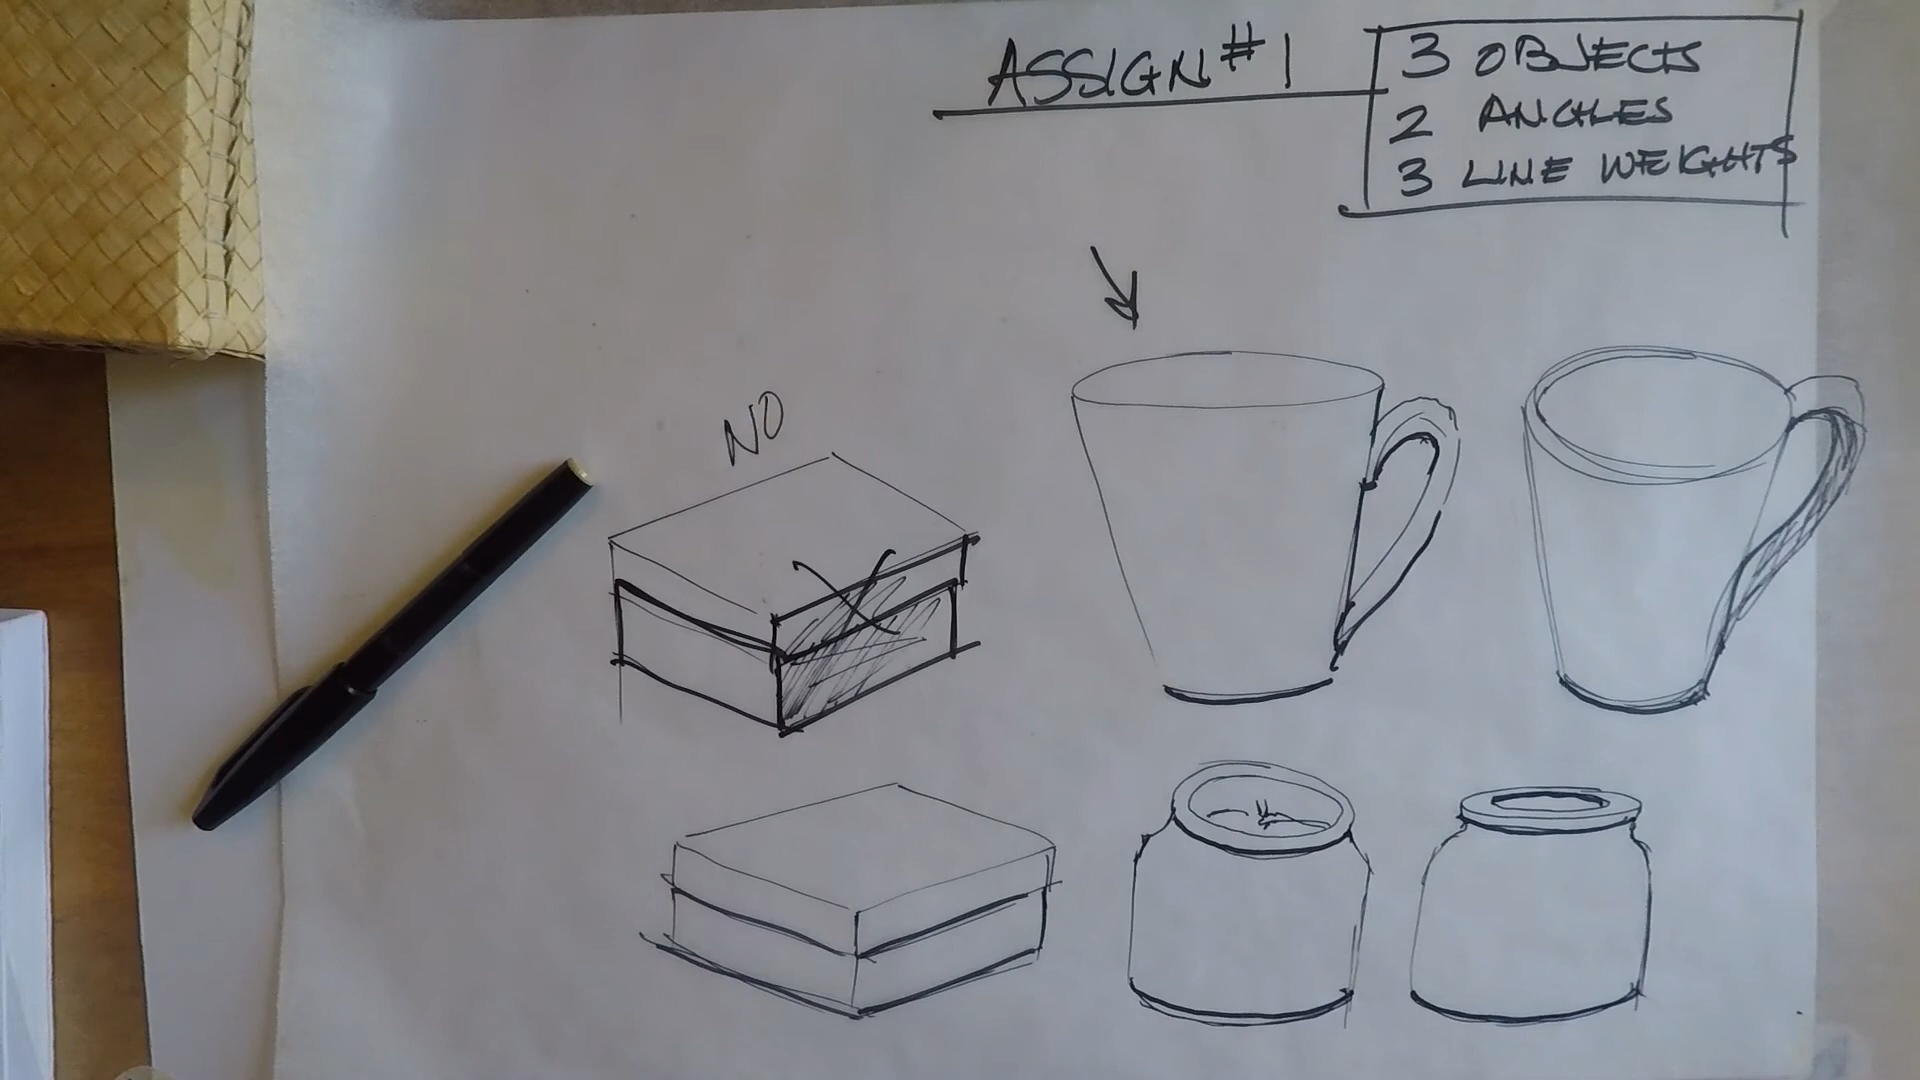 ASSIGN #1
3 OBJECTS
2 ANGLES
3 LINE WEIGHTS
NO